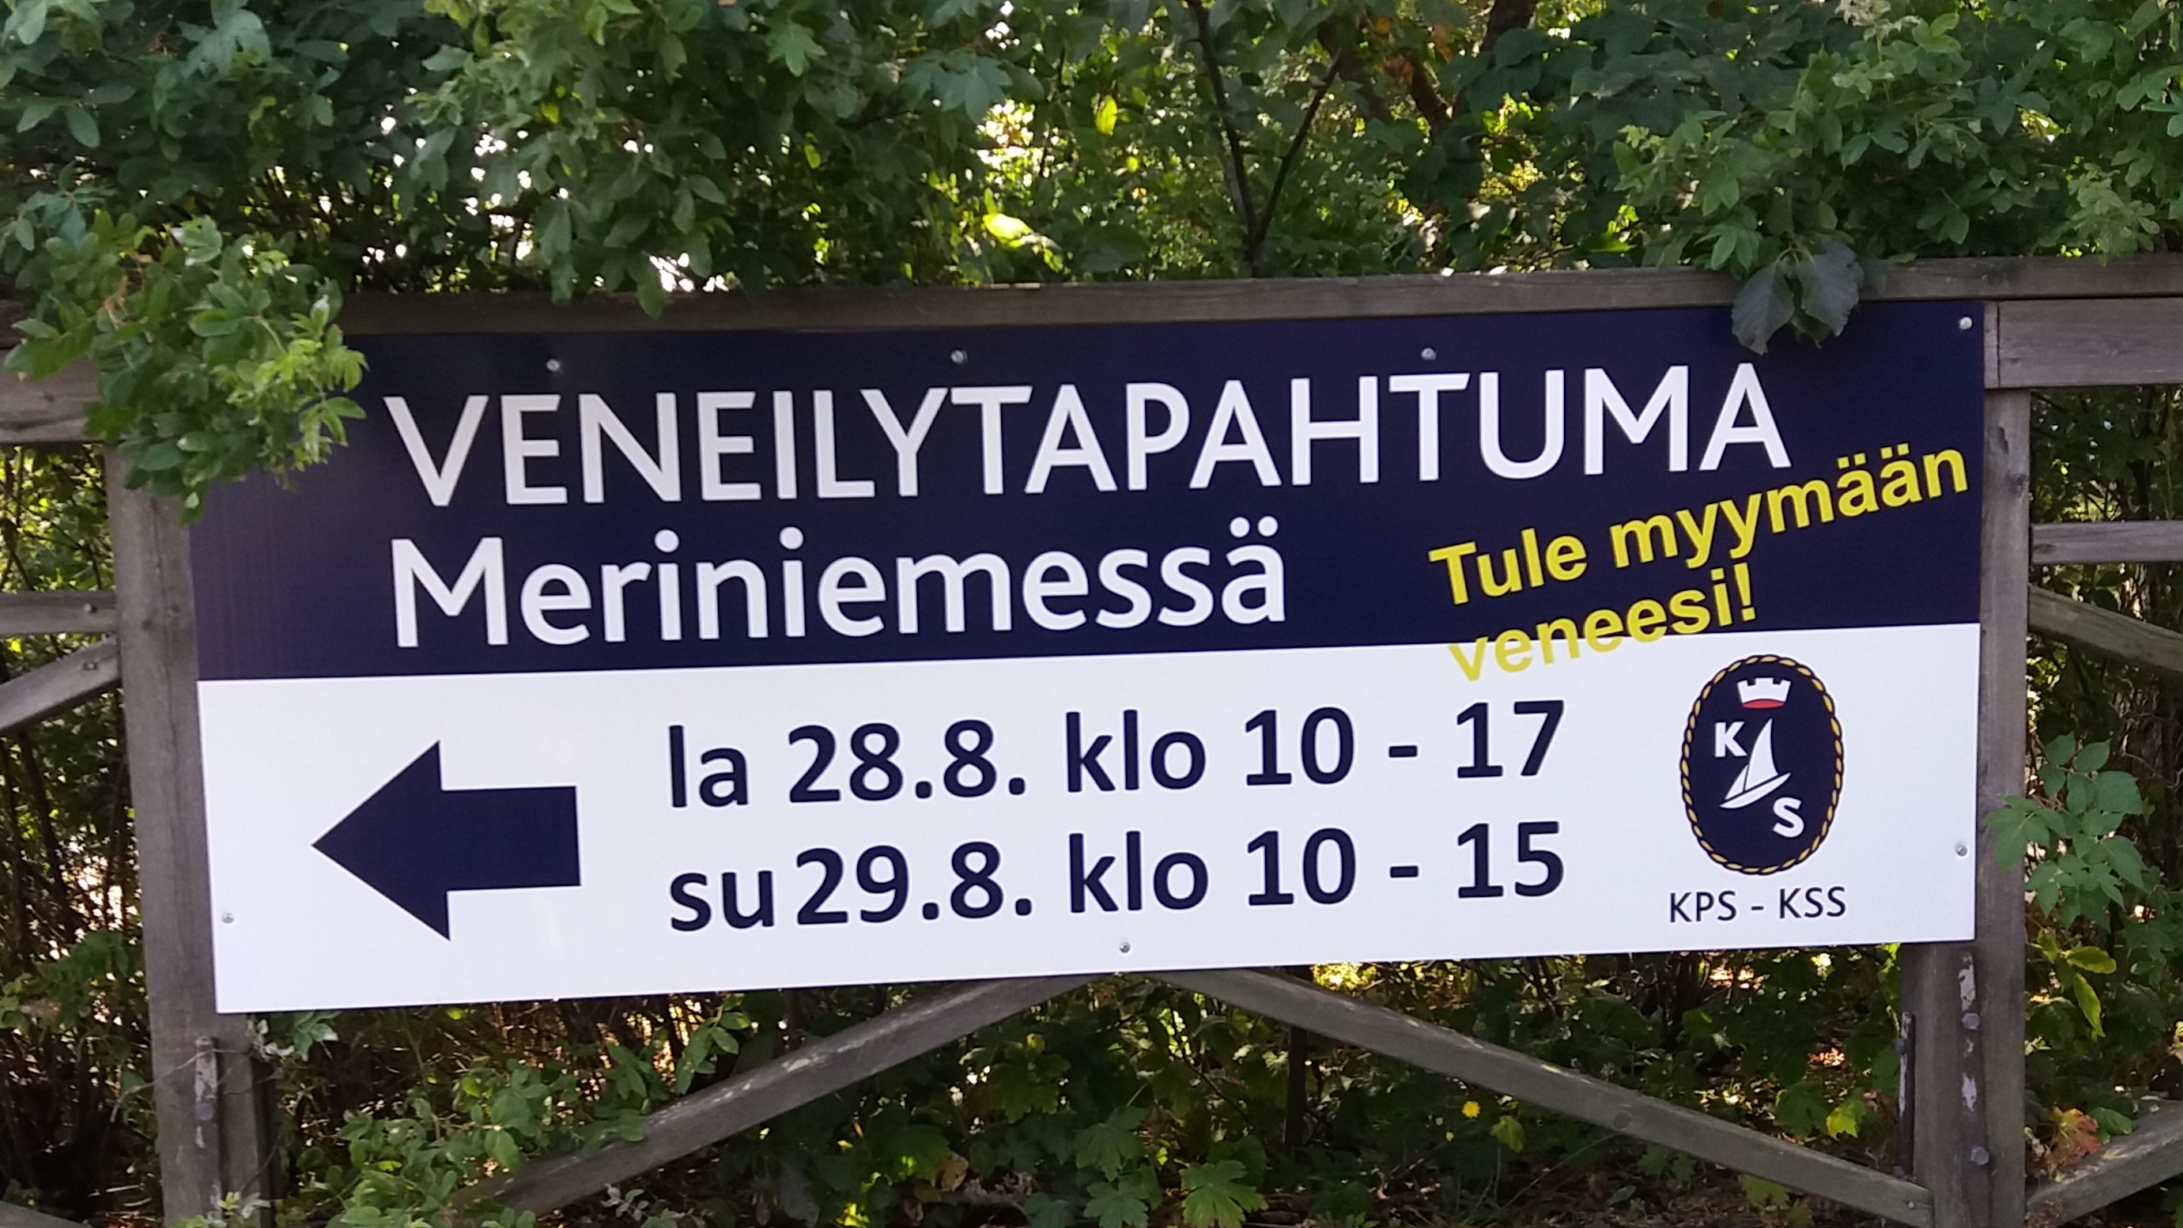 VENEILYTAPAHTUMA
Meriniemessä
Tule myymään
veneesi!
la 28.8. klo 10 - 17
su 29.8. klo 10 - 15
K
S
KPS - KSS